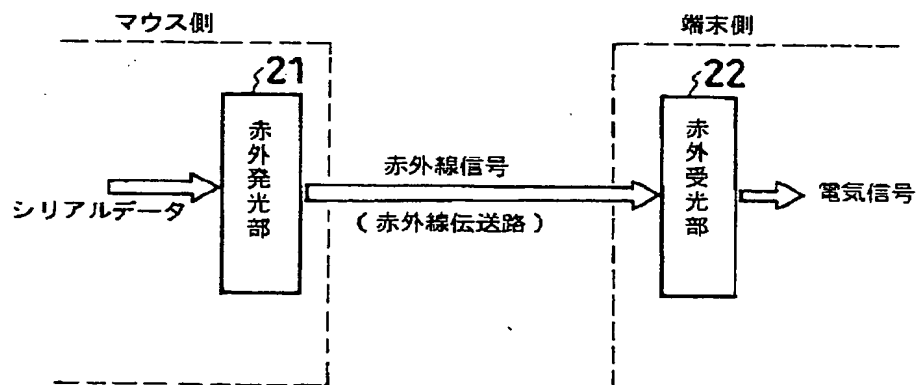 マウス側
端末側
21
22
赤外発光部
赤外受光部
赤外線信号
シリアルデータ
(赤外線伝送路)
電気信号